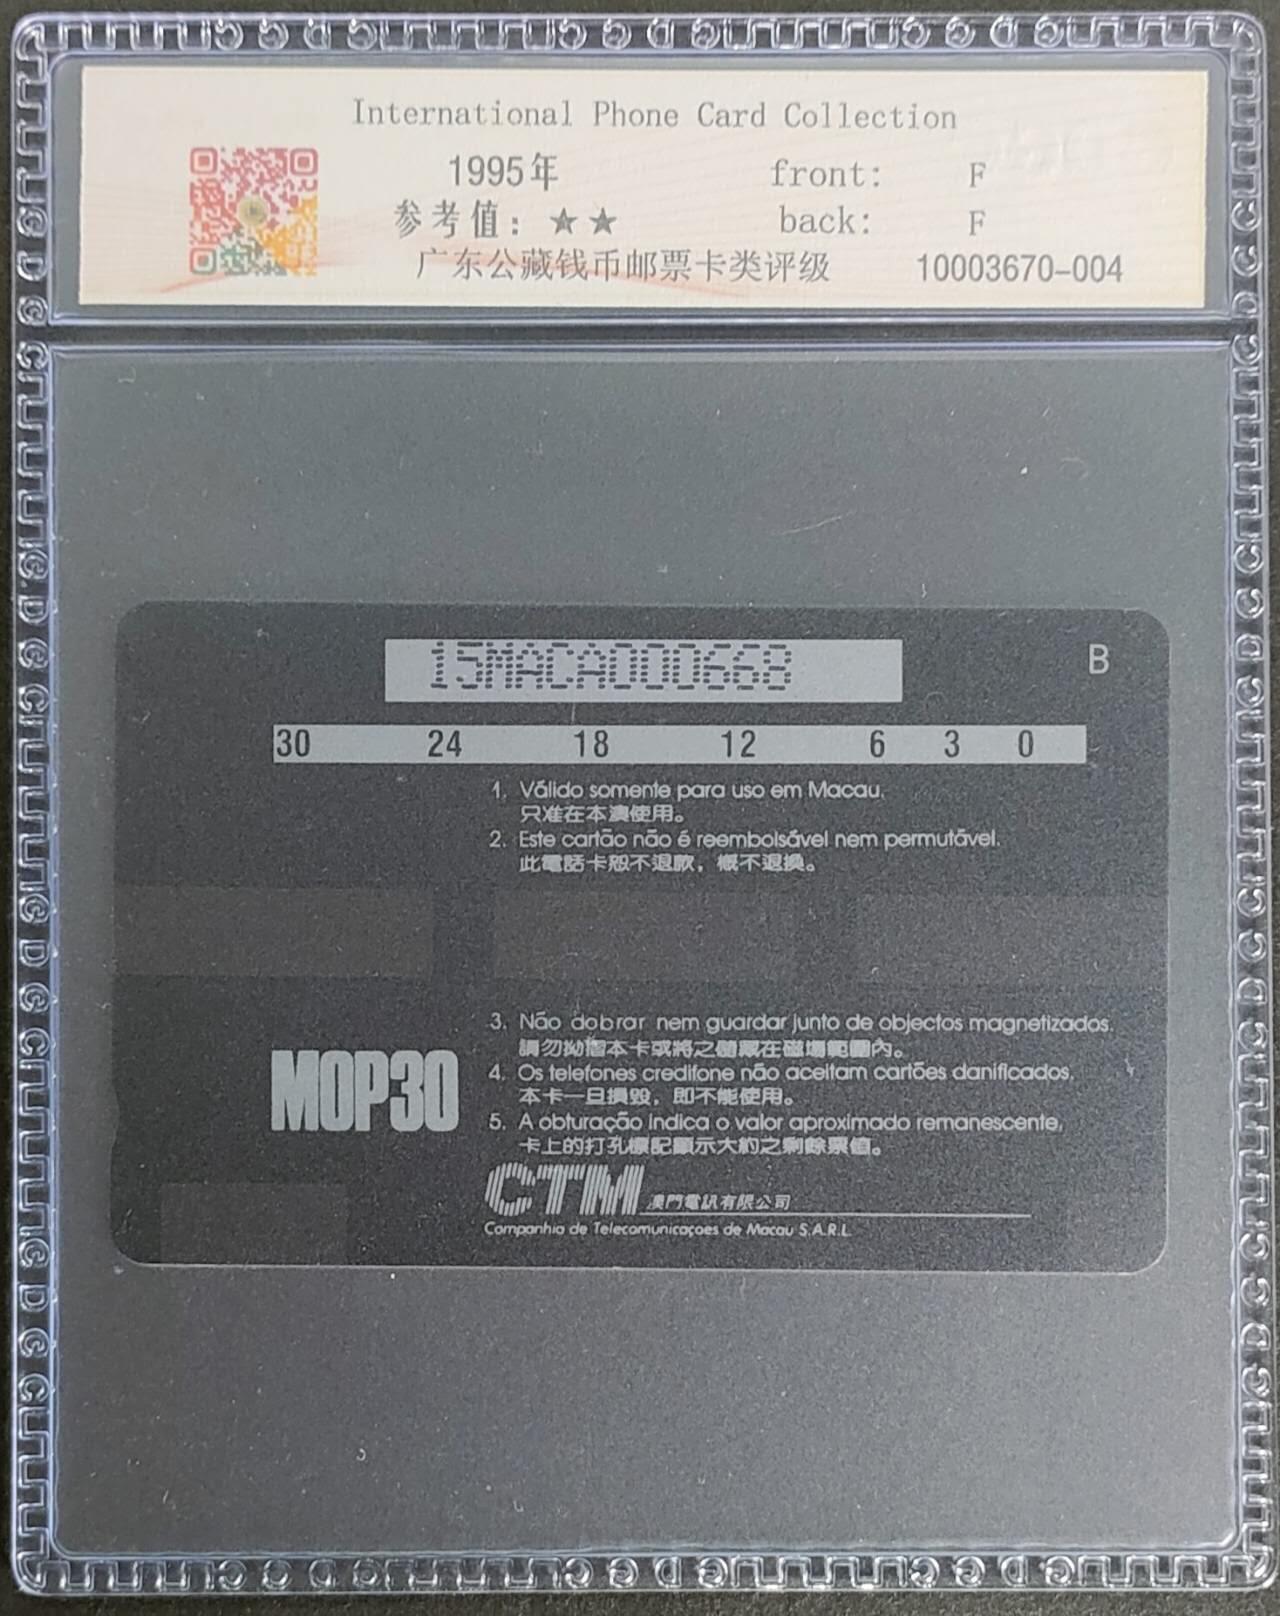 International Phone Card Collection
1995年 front: F
参考值: ★★ back: F
广东公藏钱币邮票卡类评级 10003670-004
15MACA000668
B
30 24 18 12 6 3 0
1. Válido somente para uso em Macau.
只准在本澳使用。
2. Este cartão não é reembolsável nem permutável.
此電話卡恕不退款，概不退換。
3. Não dobrar nem guardar junto de objectos magnetizados.
請勿拗摺本卡或將之儲藏在磁場範圍內。
4. Os telefones credifone não aceitam cartões danificados.
本卡一旦損毀，即不能使用。
MOP30
5. A obturação indica o valor aproximado remanescente.
卡上的打孔標記顯示大約之剩餘票值。
CTM 澳門電訊有限公司
Companhia de Telecomunicaçoes de Macau S.A.R.L.